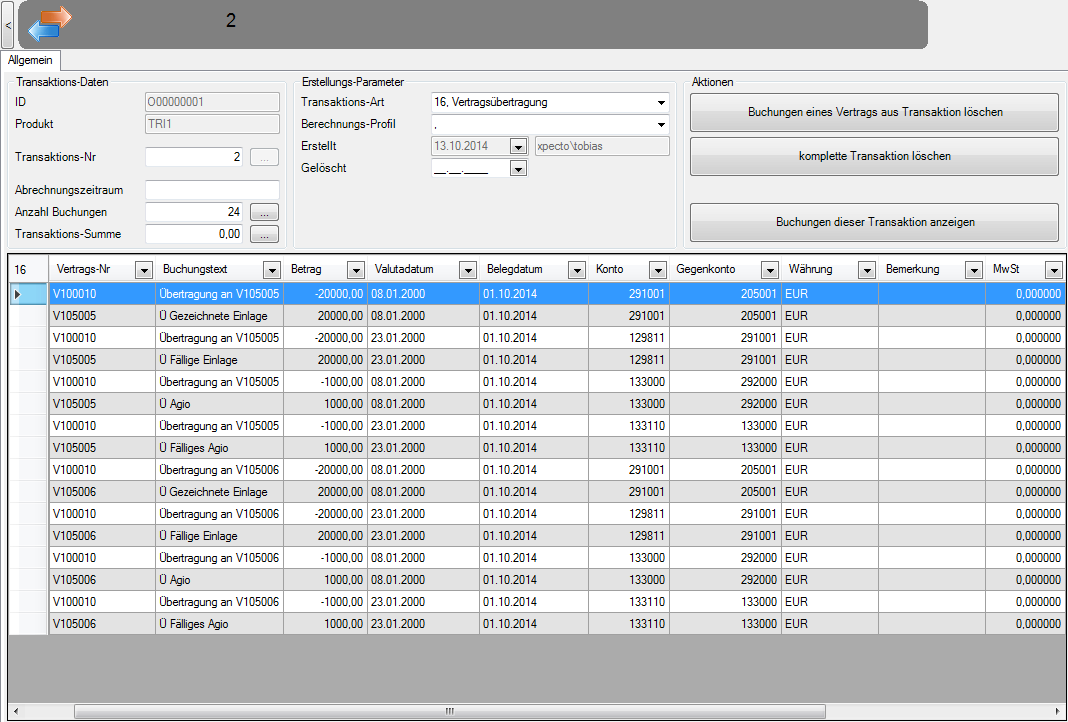 <
2
Allgemein
Transaktions-Daten
ID O00000001
Produkt TRI1
Transaktions-Nr 2 ...
Abrechnungszeitraum
Anzahl Buchungen 24 ...
Transaktions-Summe 0,00 ...
Erstellungs-Parameter
Transaktions-Art 16, Vertragsübertragung
Berechnungs-Profil ,
Erstellt 13.10.2014 xpecto\tobias
Gelöscht __.__.____
Aktionen
Buchungen eines Vertrags aus Transaktion löschen
komplette Transaktion löschen
Buchungen dieser Transaktion anzeigen
16 Vertrags-Nr Buchungstext Betrag Valutadatum Belegdatum Konto Gegenkonto Währung Bemerkung MwSt
V100010 Übertragung an V105005 -20000,00 08.01.2000 01.10.2014 291001 205001 EUR 0,000000
V105005 Ü Gezeichnete Einlage 20000,00 08.01.2000 01.10.2014 291001 205001 EUR 0,000000
V100010 Übertragung an V105005 -20000,00 23.01.2000 01.10.2014 129811 291001 EUR 0,000000
V105005 Ü Fällige Einlage 20000,00 23.01.2000 01.10.2014 129811 291001 EUR 0,000000
V100010 Übertragung an V105005 -1000,00 08.01.2000 01.10.2014 133000 292000 EUR 0,000000
V105005 Ü Agio 1000,00 08.01.2000 01.10.2014 133000 292000 EUR 0,000000
V100010 Übertragung an V105005 -1000,00 23.01.2000 01.10.2014 133110 133000 EUR 0,000000
V105005 Ü Fälliges Agio 1000,00 23.01.2000 01.10.2014 133110 133000 EUR 0,000000
V100010 Übertragung an V105006 -20000,00 08.01.2000 01.10.2014 291001 205001 EUR 0,000000
V105006 Ü Gezeichnete Einlage 20000,00 08.01.2000 01.10.2014 291001 205001 EUR 0,000000
V100010 Übertragung an V105006 -20000,00 23.01.2000 01.10.2014 129811 291001 EUR 0,000000
V105006 Ü Fällige Einlage 20000,00 23.01.2000 01.10.2014 129811 291001 EUR 0,000000
V100010 Übertragung an V105006 -1000,00 08.01.2000 01.10.2014 133000 292000 EUR 0,000000
V105006 Ü Agio 1000,00 08.01.2000 01.10.2014 133000 292000 EUR 0,000000
V100010 Übertragung an V105006 -1000,00 23.01.2000 01.10.2014 133110 133000 EUR 0,000000
V105006 Ü Fälliges Agio 1000,00 23.01.2000 01.10.2014 133110 133000 EUR 0,000000